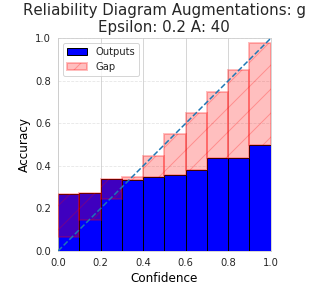 Reliability Diagram Augmentations: g
Epsilon: 0.2 A: 40
1.0
Outputs
Gap
0.8
0.6
0.4
0.2
0.0
Accuracy
0.0 0.2 0.4 0.6 0.8 1.0
Confidence